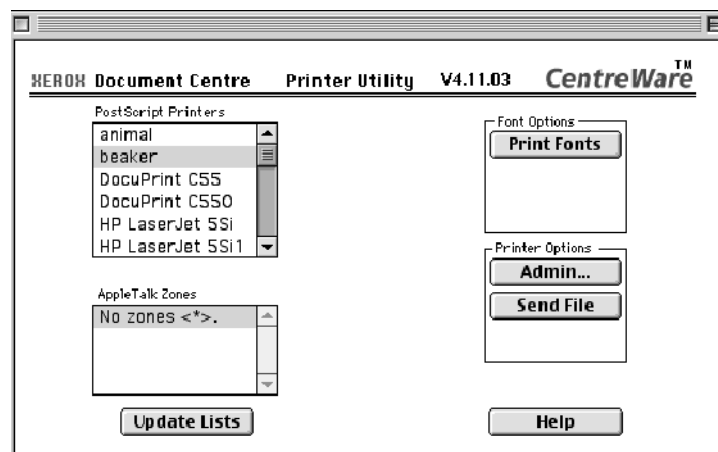 XEROX Document Centre Printer Utility V4.11.03 CentreWare™
PostScript Printers
animal
beaker
DocuPrint C55
DocuPrint C550
HP LaserJet 5Si
HP LaserJet 5Si1
AppleTalk Zones
No zones <*>.
Update Lists
Font Options
Print Fonts
Printer Options
Admin...
Send File
Help